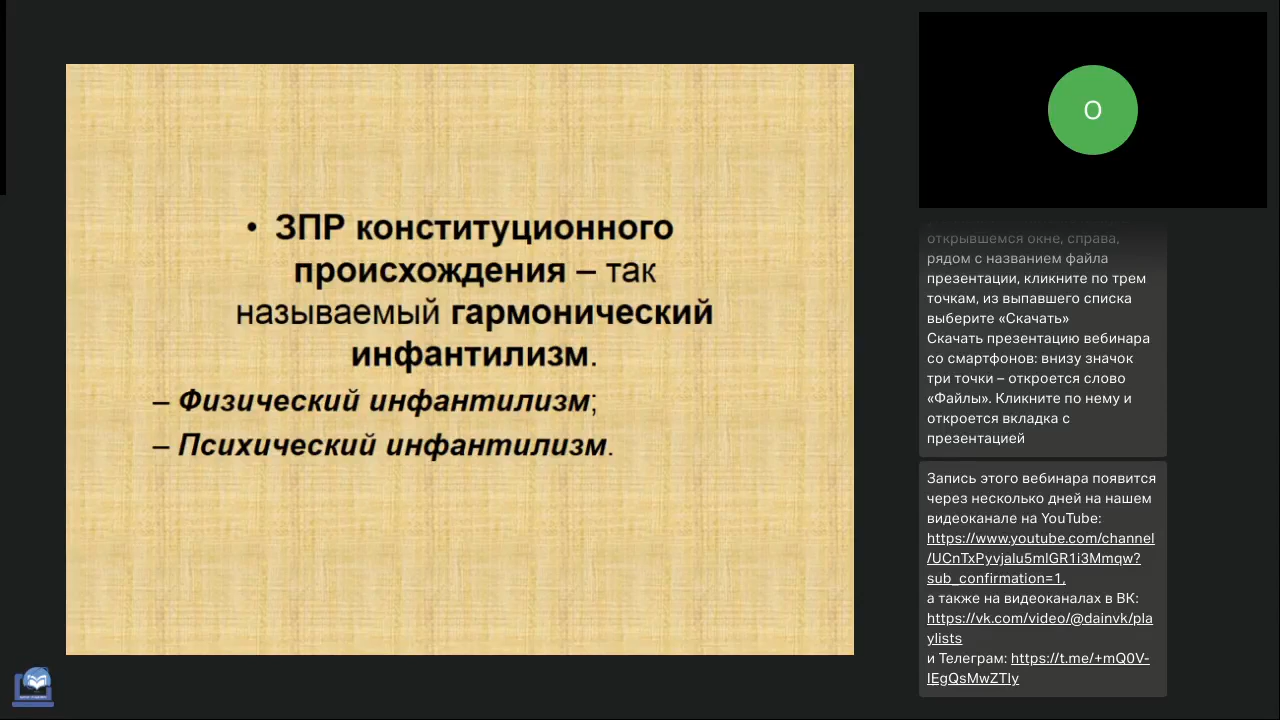 • ЗПР конституционного
происхождения – так
называемый гармонический
инфантилизм.
– Физический инфантилизм;
– Психический инфантилизм.
О
открывшемся окне, справа,
рядом с названием файла
презентации, кликните по трем
точкам, из выпавшего списка
выберите «Скачать»
Скачать презентацию вебинара
со смартфонов: внизу значок
три точки – откроется слово
«Файлы». Кликните по нему и
откроется вкладка с
презентацией
Запись этого вебинара появится
через несколько дней на нашем
видеоканале на YouTube:
https://www.youtube.com/channel
/UCnTxPyvjalu5mlGR1i3Mmqw?
sub_confirmation=1,
а также на видеоканалах в ВК:
https://vk.com/video/@dainvk/pla
ylists
и Телеграм: https://t.me/+mQ0V-
IEgQsMwZTIy